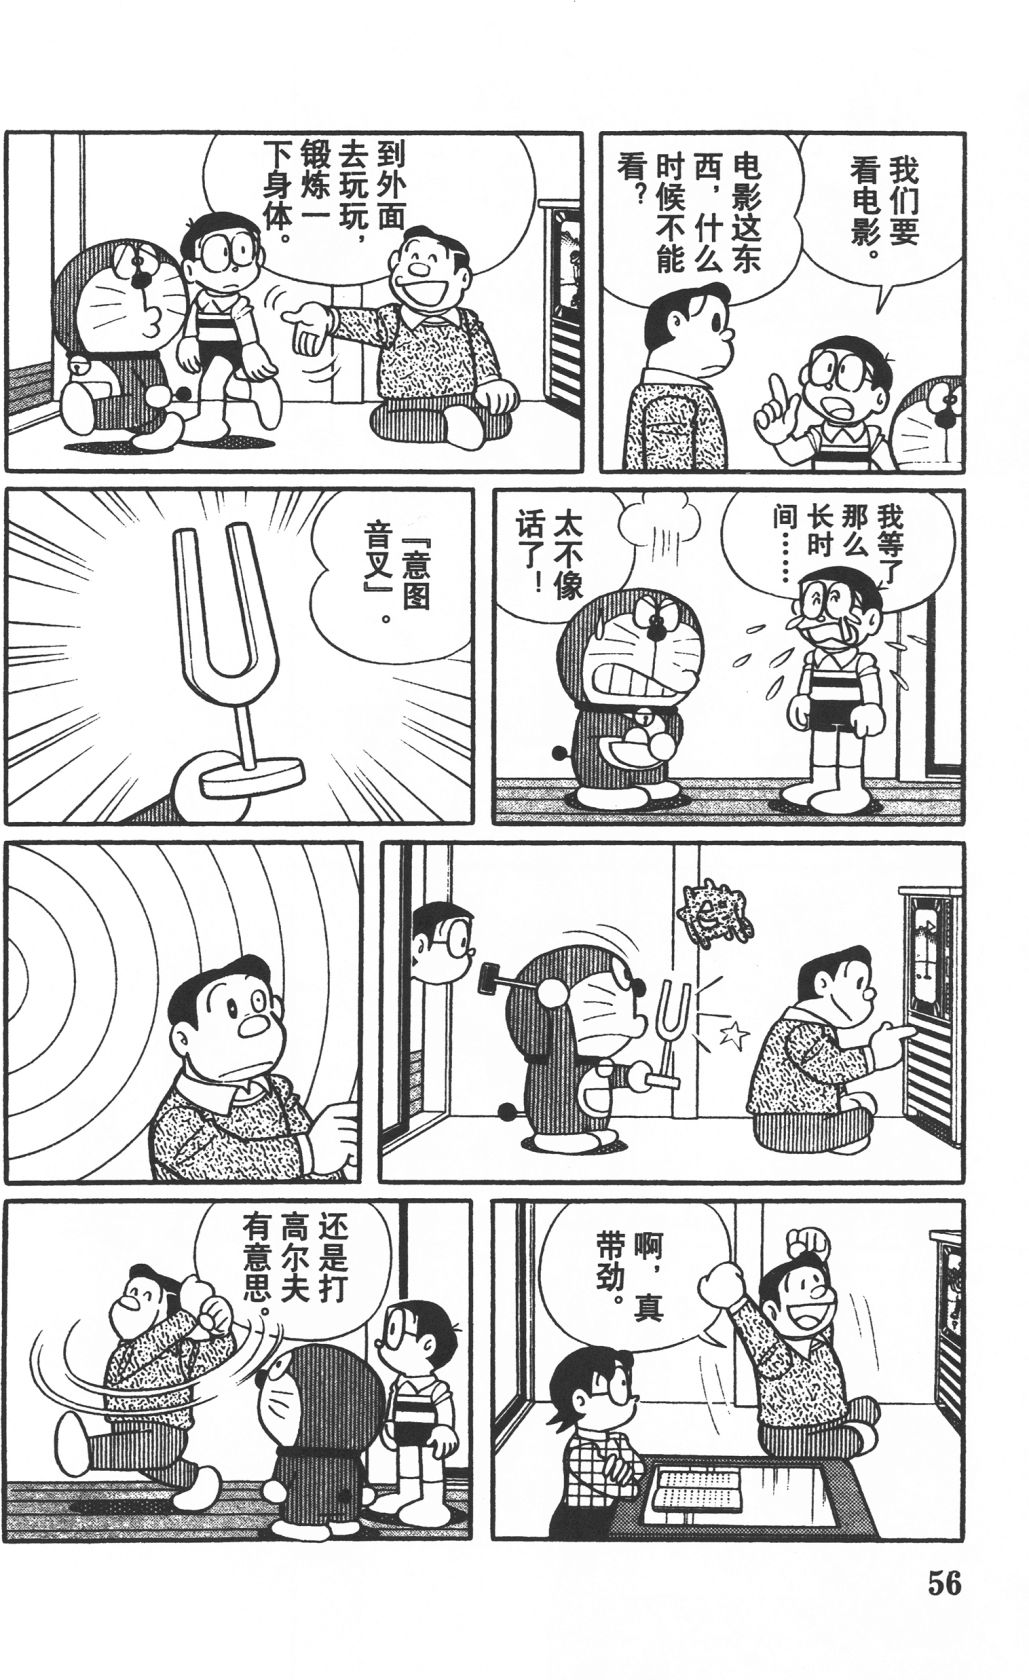 我们要
看电影。
电影这东
西，什么
时候不能
看？
到外面
去玩玩，
锻炼一
下身体。
我等了
那么
长时
间……
太不像
话了！
『意图
音叉』。
啊，真
带劲。
还是打
高尔夫
有意思。
56